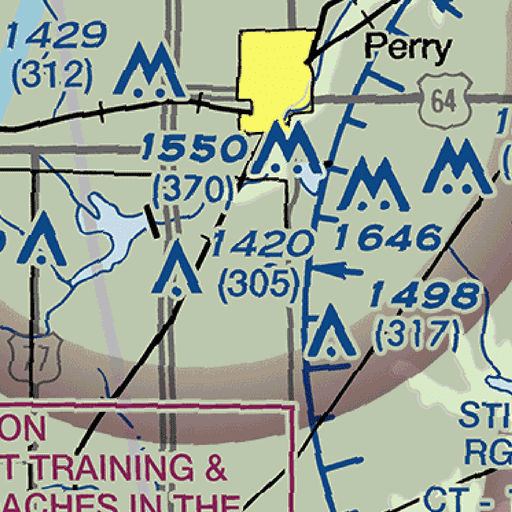 1429
(312)
Perry
64
1550
(370)
1420
(305)
1646
1498
(317)
77
ON
T TRAINING &
ACHES IN THE
STI
RG
CT -